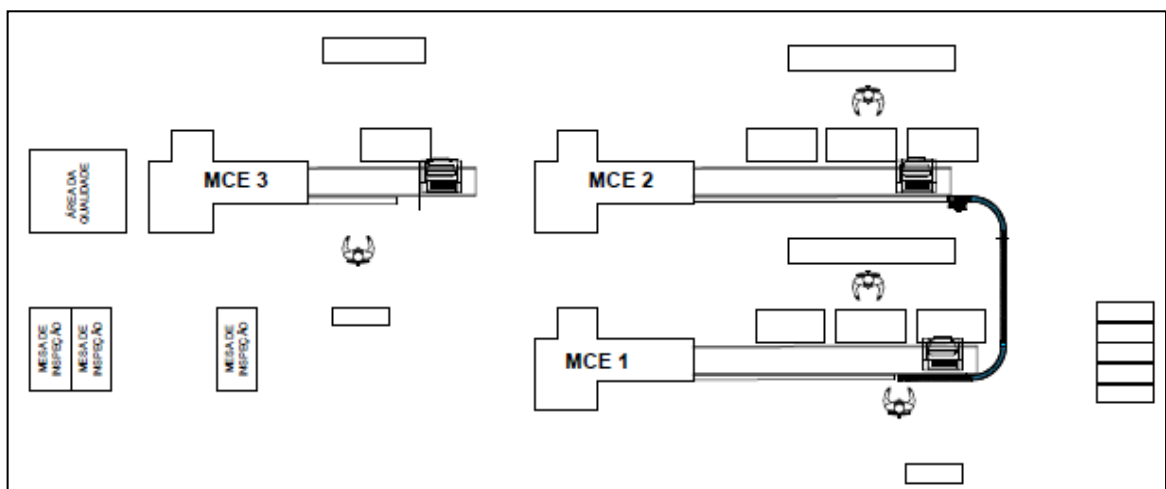 ÁREA DA
QUALIDADE
MCE 3
MCE 2
MESA DE
INSPEÇÃO
MESA DE
INSPEÇÃO
MESA DE
INSPEÇÃO
MCE 1